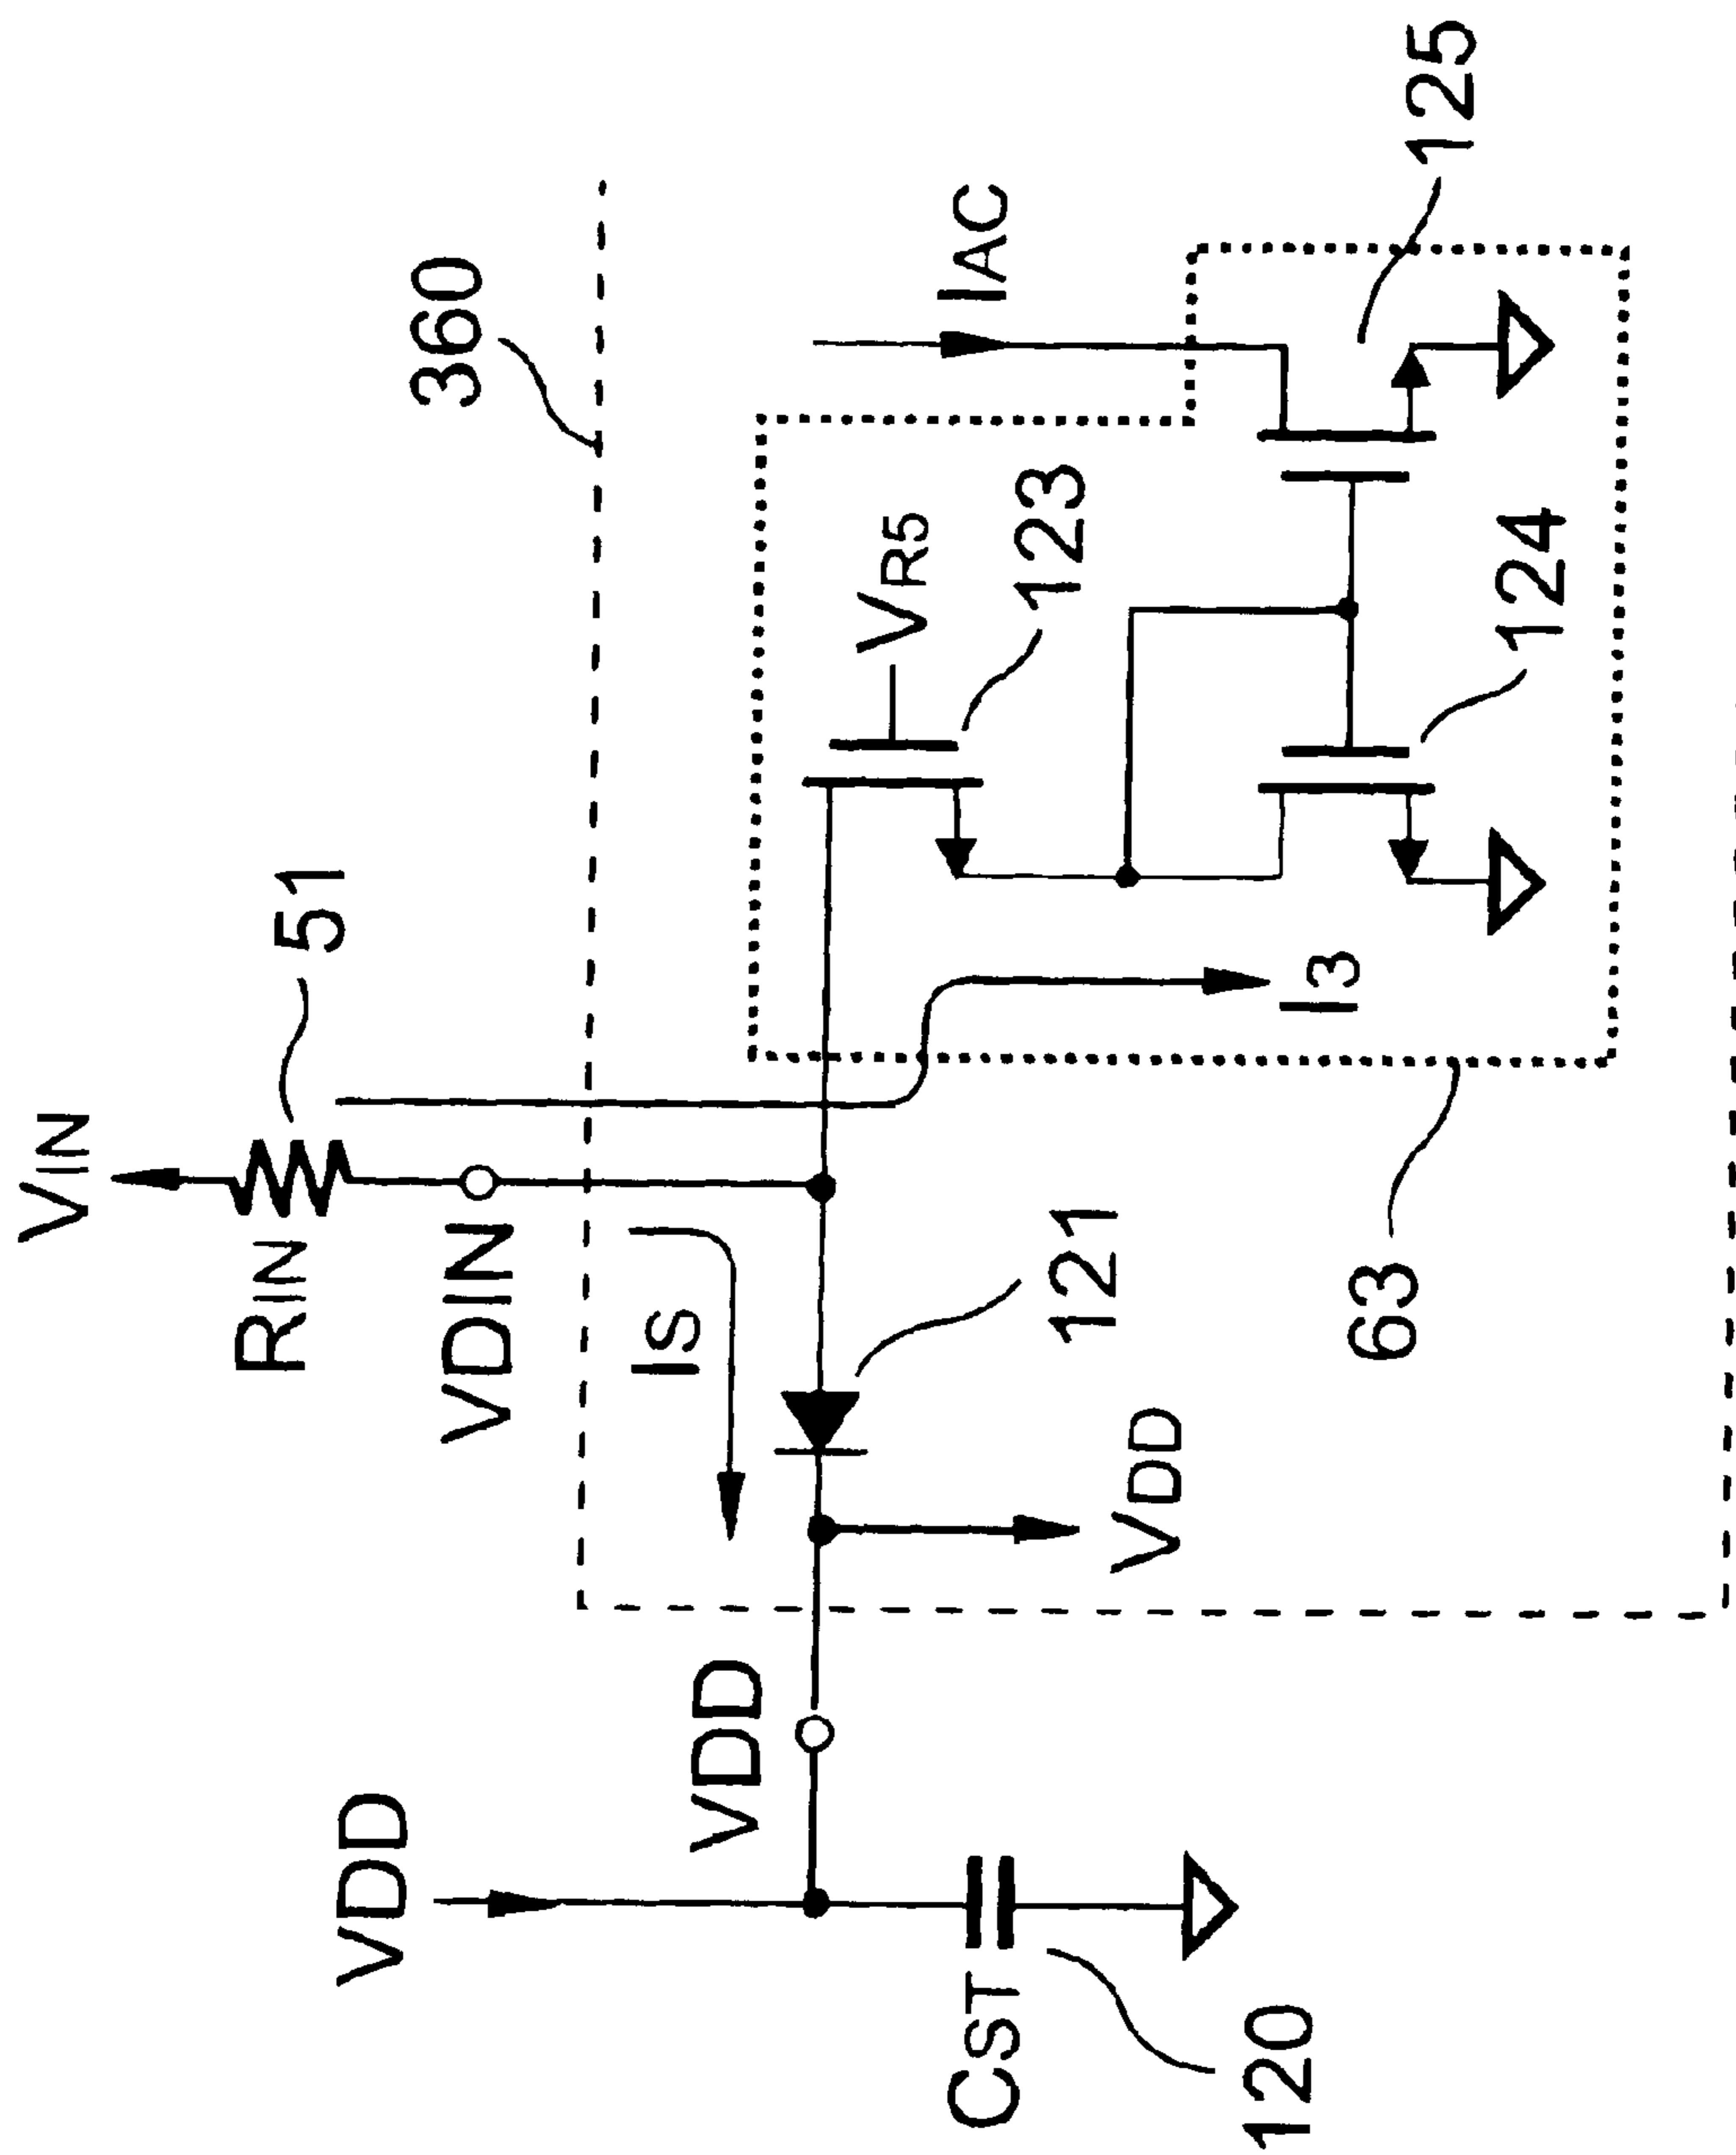 VIN
RIN 51
VDD
360
VDIN
IS
VDD
VR5
IAC
CST
123
121
VDD
120
I3
63
125
124